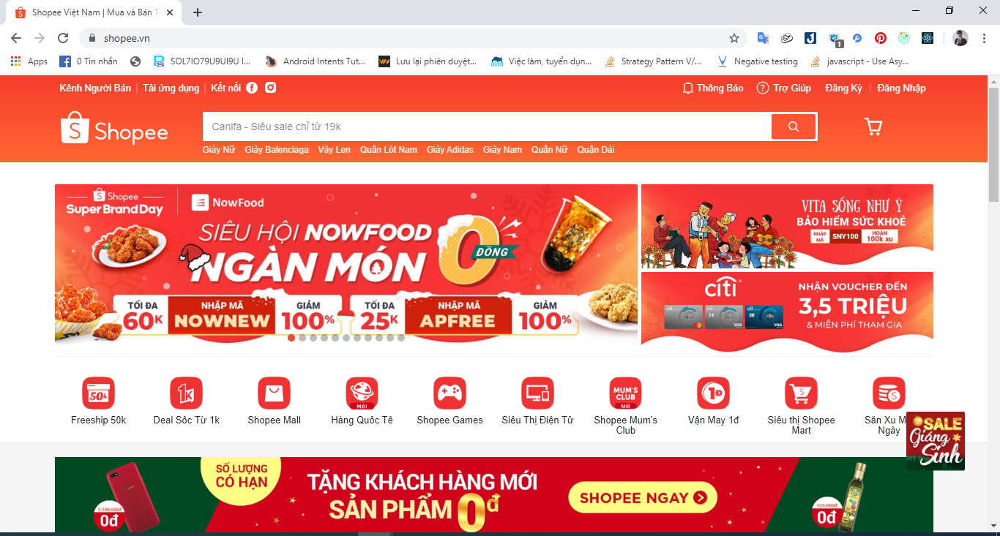 Shopee Việt Nam | Mua và Bán Tr
shopee.vn
1
Apps
0 Tin nhắn
SOL7IO79U9UI9U I...
Android Intents Tut...
Lưu lại phiên duyệt...
Việc làm, tuyển dụn...
Strategy Pattern V/...
Negative testing
javascript - Use Asy...
Kênh Người Bán
Tải ứng dụng
Kết nối
Thông Báo
Trợ Giúp
Đăng Ký
Đăng Nhập
Shopee
Canifa - Siêu sale chỉ từ 19k
Giày Nữ
Giày Balenciaga
Váy Len
Quần Lót Nam
Giày Adidas
Giày Nam
Quần Nữ
Quần Dài
Shopee
Super Brand Day
NowFood
SIÊU HỘI NOWFOOD
NGÀN MÓN
0 ĐỒNG
TỐI ĐA
60K
NHẬP MÃ
NOWNEW
GIẢM
100%
TỐI ĐA
25K
NHẬP MÃ
APFREE
GIẢM
100%
VITA SỐNG NHƯ Ý
BẢO HIỂM SỨC KHOẺ
NHẬP MÃ
SNY100
HOÀN 100k xu
citi
NHẬN VOUCHER ĐẾN
3,5 TRIỆU
& MIỄN PHÍ THAM GIA
50k
Freeship 50k
1K
Deal Sốc Từ 1k
Shopee Mall
Mới
Hàng Quốc Tế
Shopee Games
Siêu Thị Điện Tử
MUM'S
CLUB
Mới
Shopee Mum's
Club
1Đ
Vận May 1đ
Siêu thị Shopee
Mart
Săn Xu M
Ngày
SALE
Giáng
Sinh
3.190.000đ
0đ
SỐ LƯỢNG
CÓ HẠN
TẶNG KHÁCH HÀNG MỚI
SẢN PHẨM 0đ
SHOPEE NGAY
125.000đ
0đ